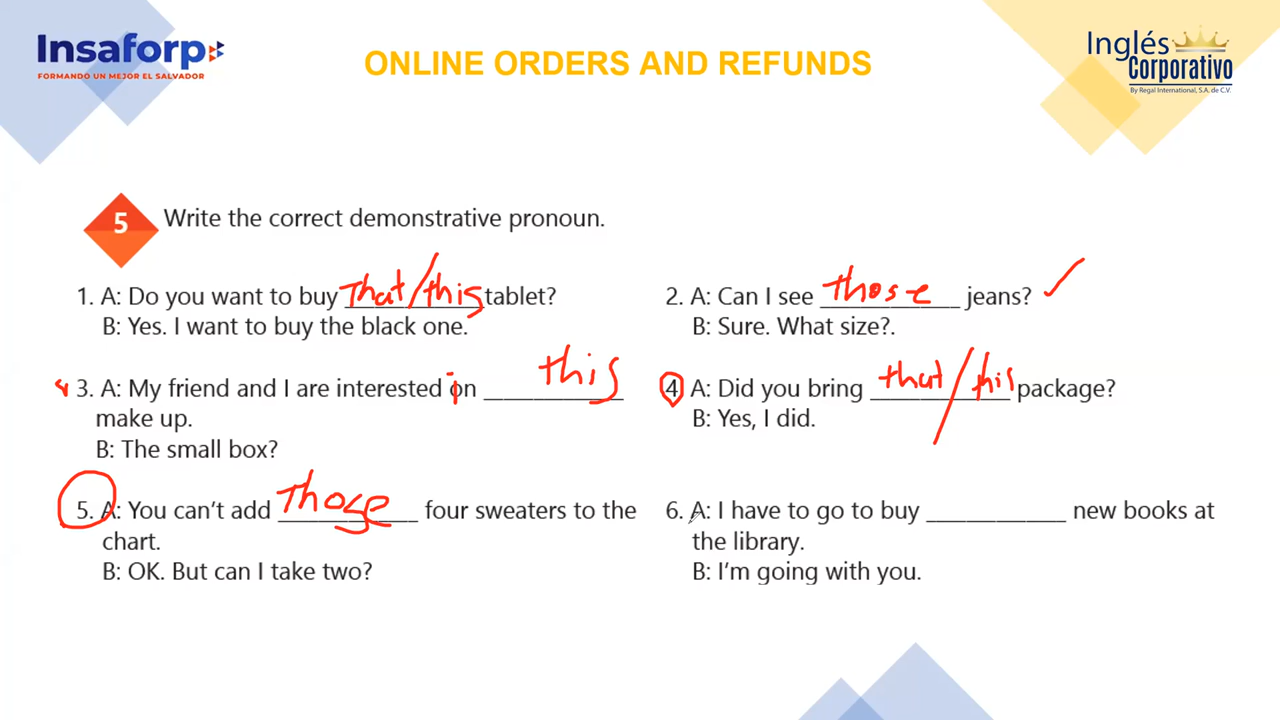 Insaforp
FORMANDO UN MEJOR EL SALVADOR
ONLINE ORDERS AND REFUNDS
Inglés
Corporativo
By Regal International, S.A. de C.V.
5 Write the correct demonstrative pronoun.
1. A: Do you want to buy That/this tablet?
B: Yes. I want to buy the black one.
2. A: Can I see those jeans? ✓
B: Sure. What size?.
3. A: My friend and I are interested in this
make up.
B: The small box?
4 A: Did you bring that/this package?
B: Yes, I did.
5. A: You can't add Those four sweaters to the
chart.
B: OK. But can I take two?
6. A: I have to go to buy ____________ new books at
the library.
B: I'm going with you.